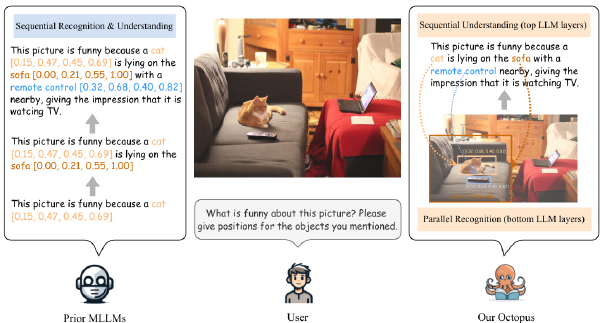 Sequential Recognition & Understanding
This picture is funny because a cat
[0.15, 0.47, 0.45, 0.69] is lying on the
sofa [0.00, 0.21, 0.55, 1.00] with a
remote control [0.32, 0.68, 0.40, 0.82]
nearby, giving the impression that it is
watcing TV.
This picture is funny because a cat
[0.15, 0.47, 0.45, 0.69] is lying on the
sofa [0.00, 0.21, 0.55, 1.00]
This picture is funny because a cat
[0.15, 0.47, 0.45, 0.69]
Prior MLLMs
What is funny about this picture? Please
give positions for the objects you mentioned.
User
Sequential Understanding (top LLM layers)
This picture is funny because a
cat is lying on the sofa with a
remote control nearby, giving the
impression that it is watcing TV.
Parallel Recognition (bottom LLM layers)
Our Octopus